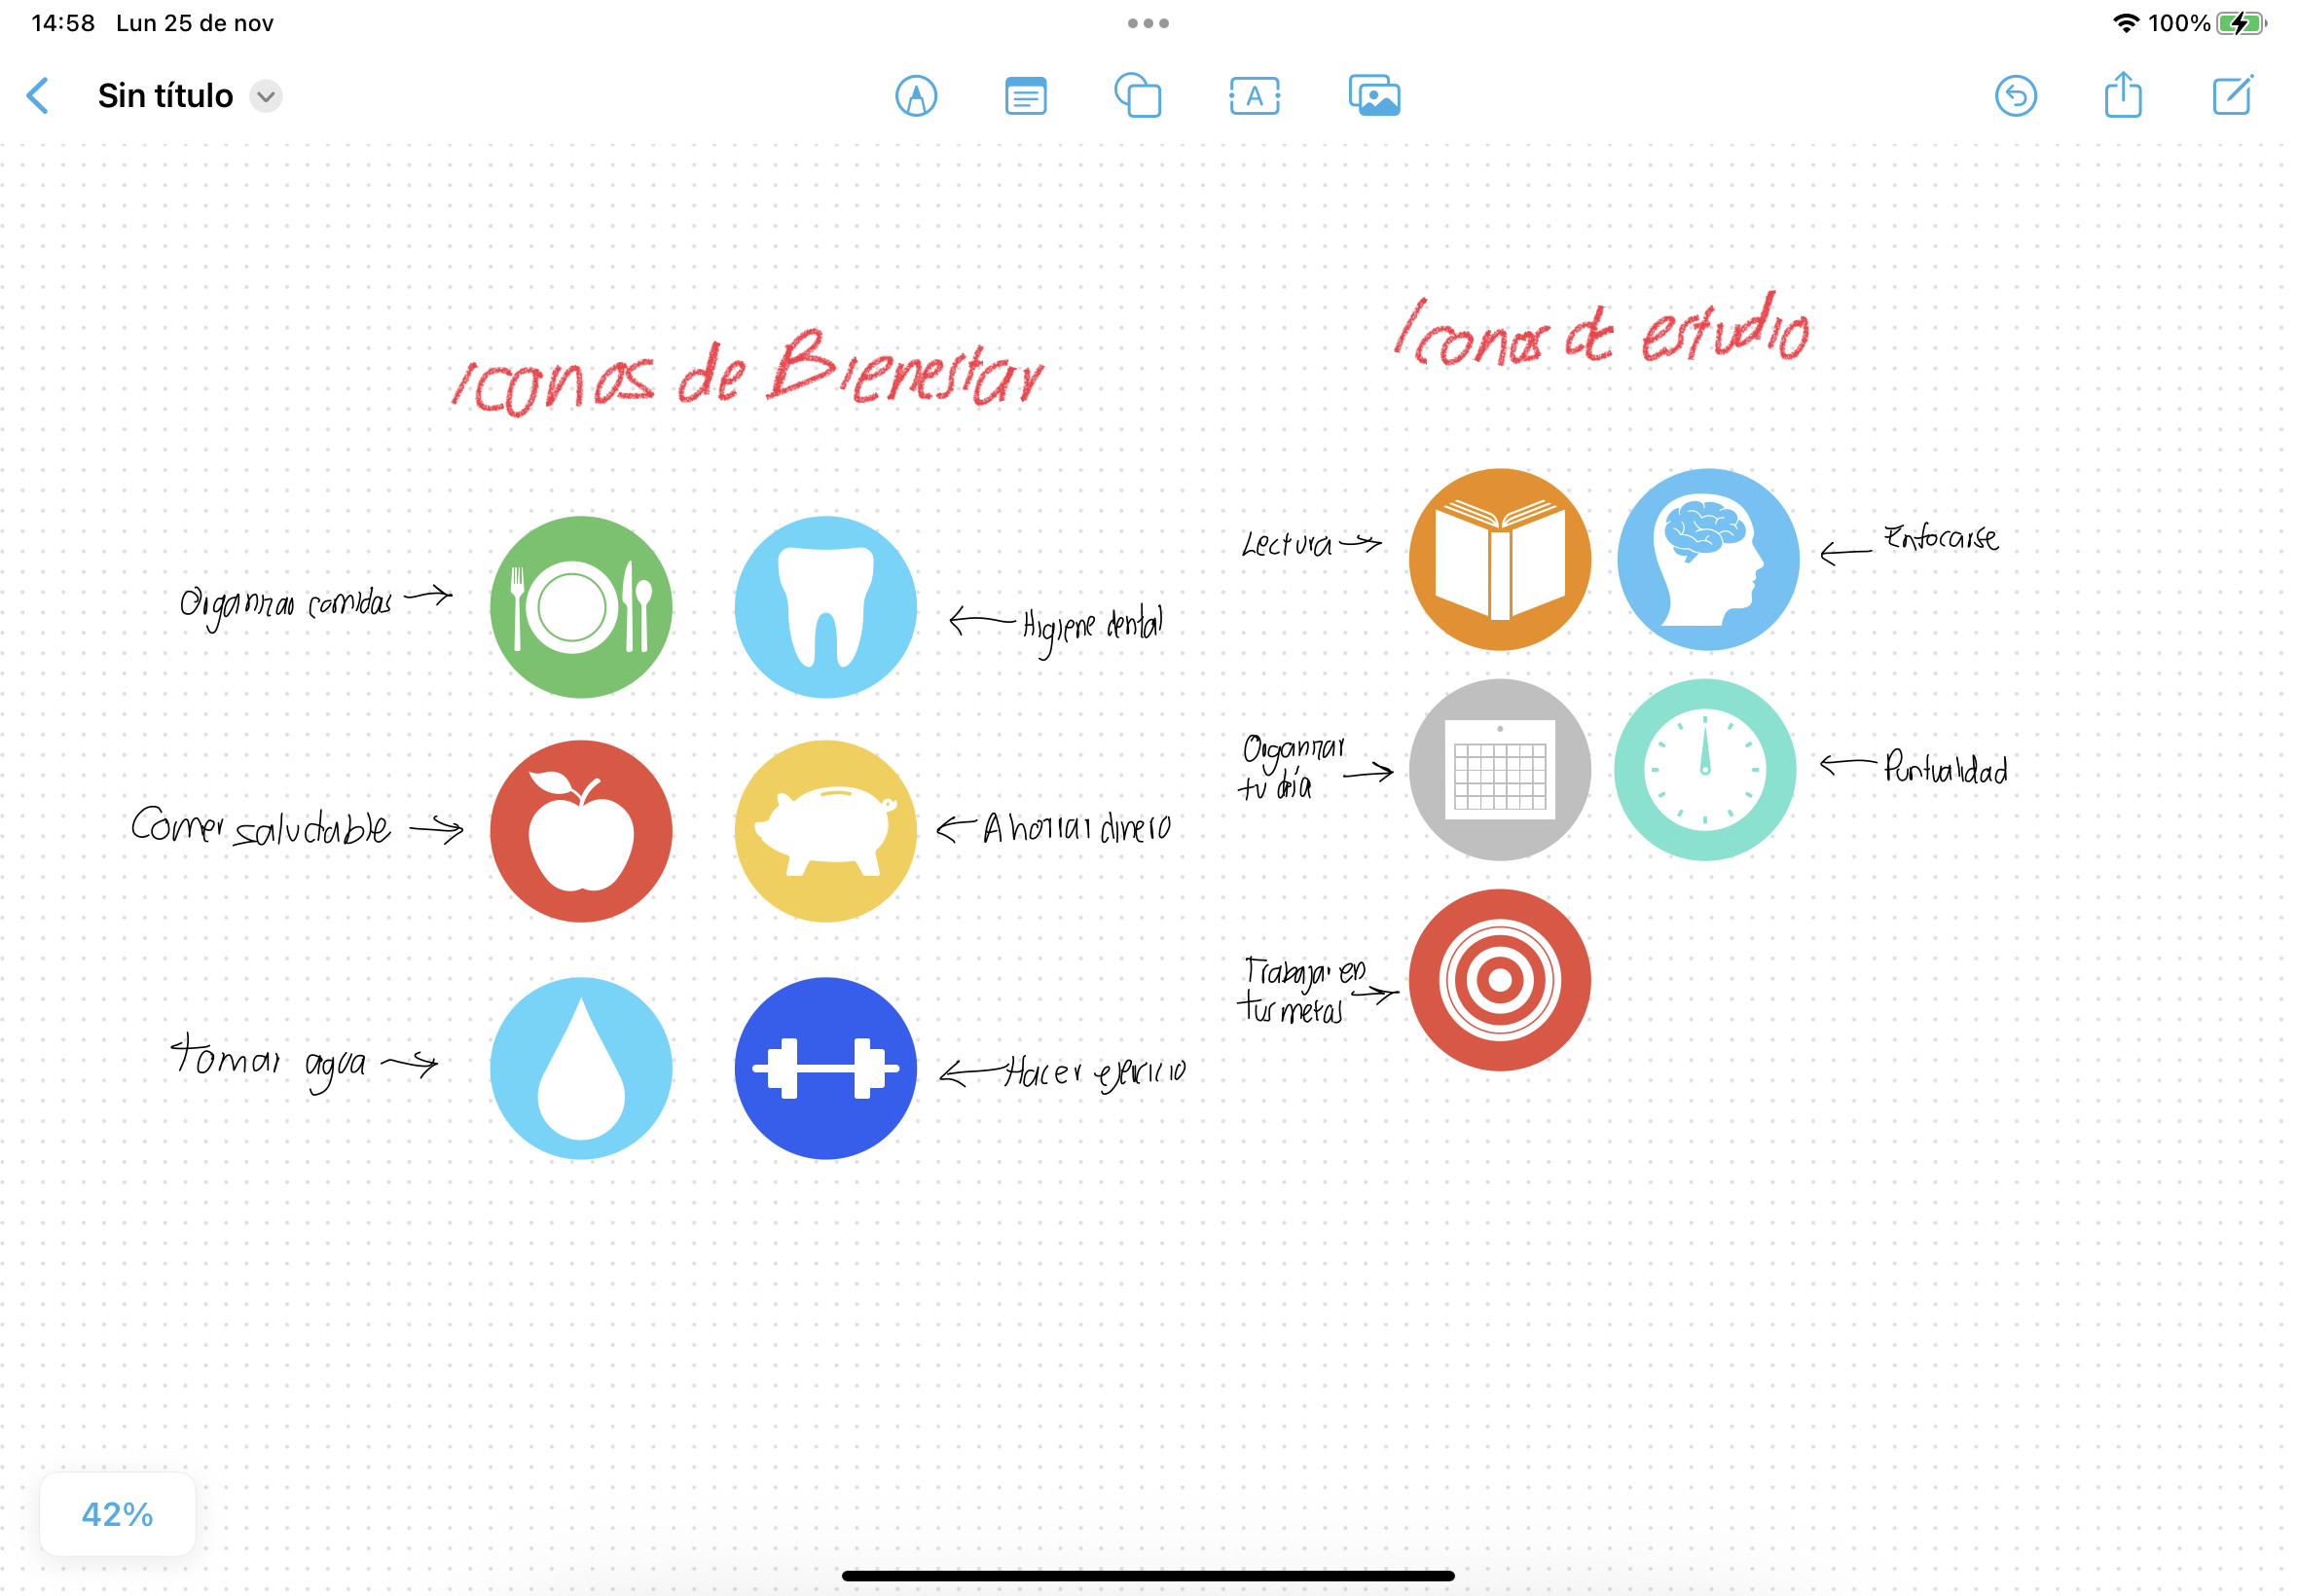 14:58 Lun 25 de nov
100%
Sin título
A
Iconos de Bienestar
Organizar comidas
Higiene dental
Comer saludable
Ahorrar dinero
tomar agua
Hacer ejericio
Iconos de estudio
Lectura
Enfocarse
Organizar
tu día
Puntualidad
Trabajar en
tus metas
42%